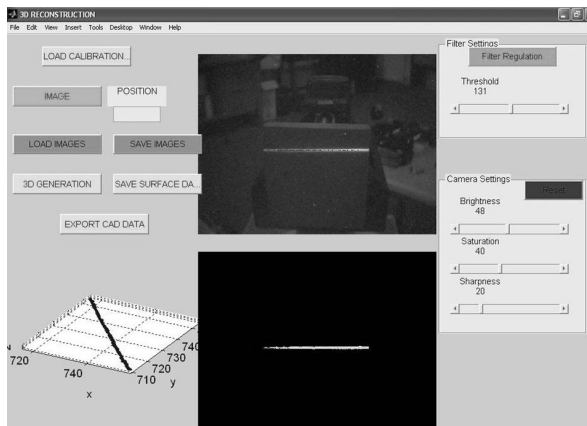 3D RECONSTRUCTION
File Edit View Insert Tools Desktop Window Help
LOAD CALIBRATION...
IMAGE
POSITION
LOAD IMAGES
SAVE IMAGES
3D GENERATION
SAVE SURFACE DA...
EXPORT CAD DATA
720
740
x
710
720
730
740
y
Filter Settings
Filter Regulation
Threshold
131
Camera Settings
Reset
Brightness
48
Saturation
40
Sharpness
20